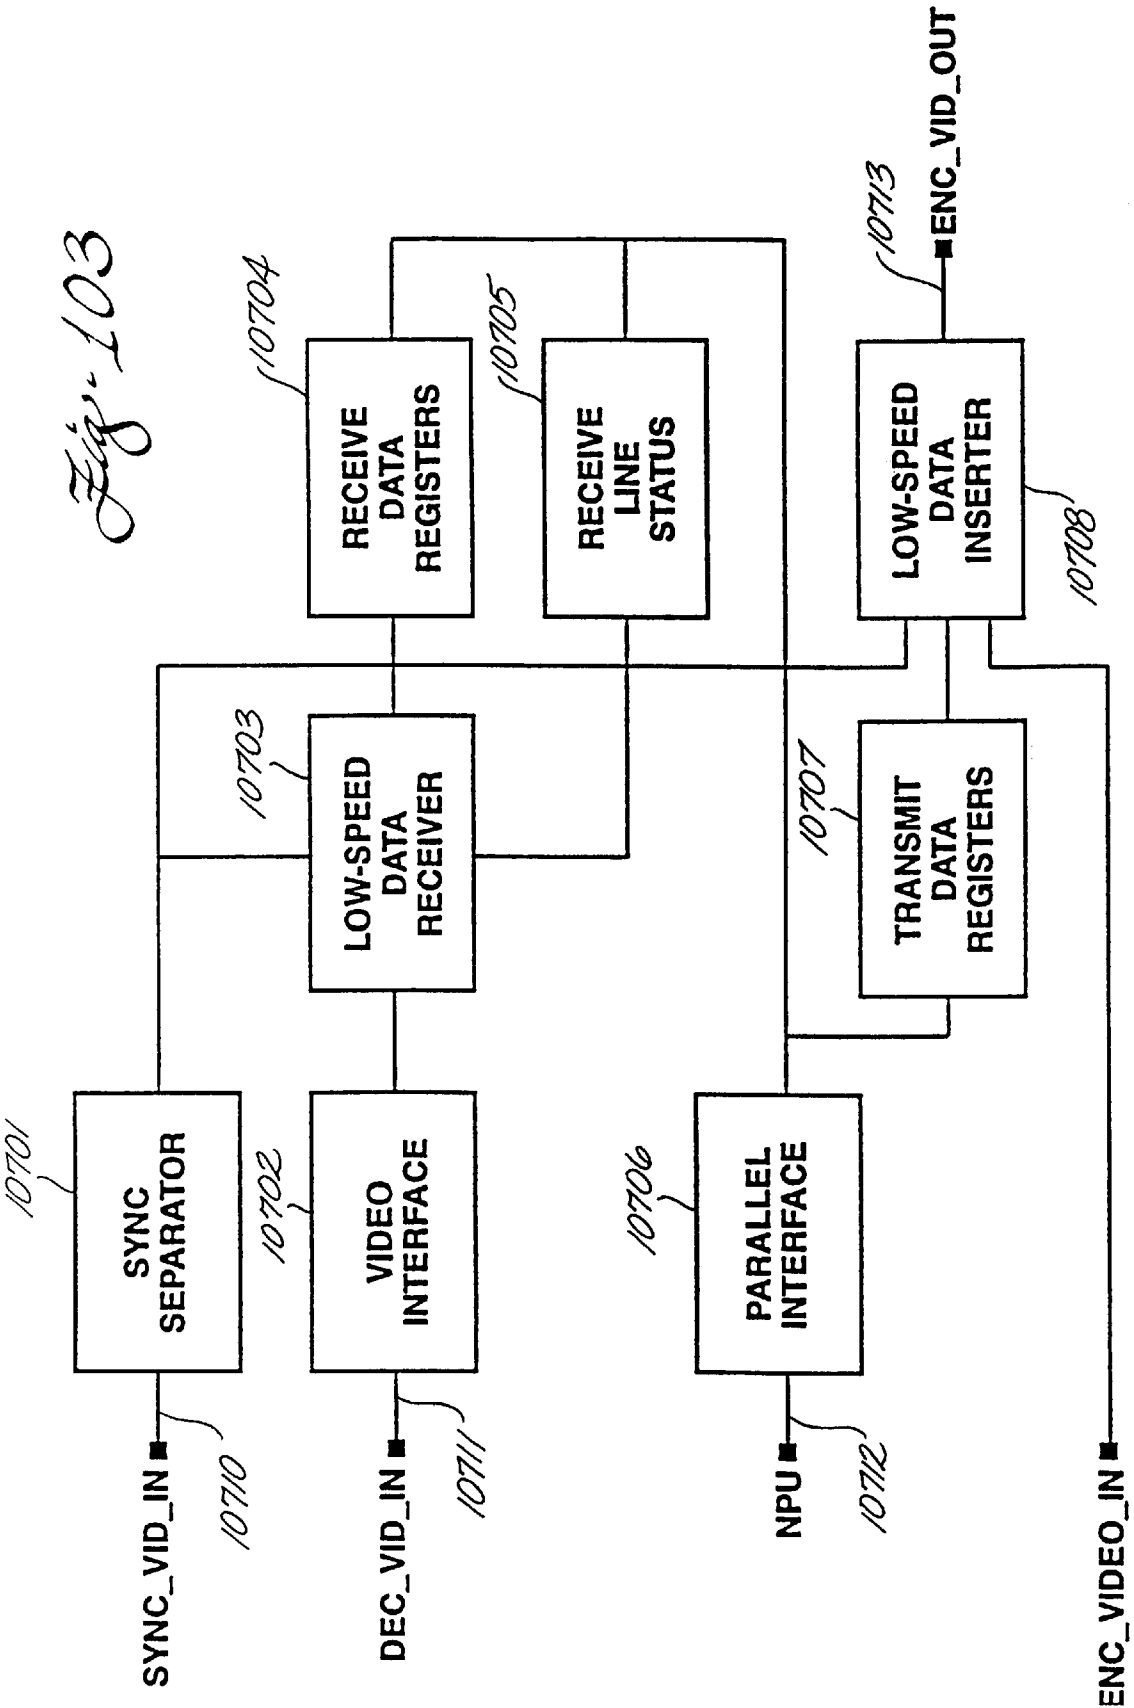 Fig. 103
10701
SYNC
SEPARATOR
SYNC_VID_IN
10710
10702
VIDEO
INTERFACE
DEC_VID_IN
10711
10703
LOW-SPEED
DATA
RECEIVER
10704
RECEIVE
DATA
REGISTERS
10705
RECEIVE
LINE
STATUS
10706
PARALLEL
INTERFACE
NPU
10712
10707
TRANSMIT
DATA
REGISTERS
LOW-SPEED
DATA
INSERTER
10708
10713
ENC_VID_OUT
ENC_VIDEO_IN